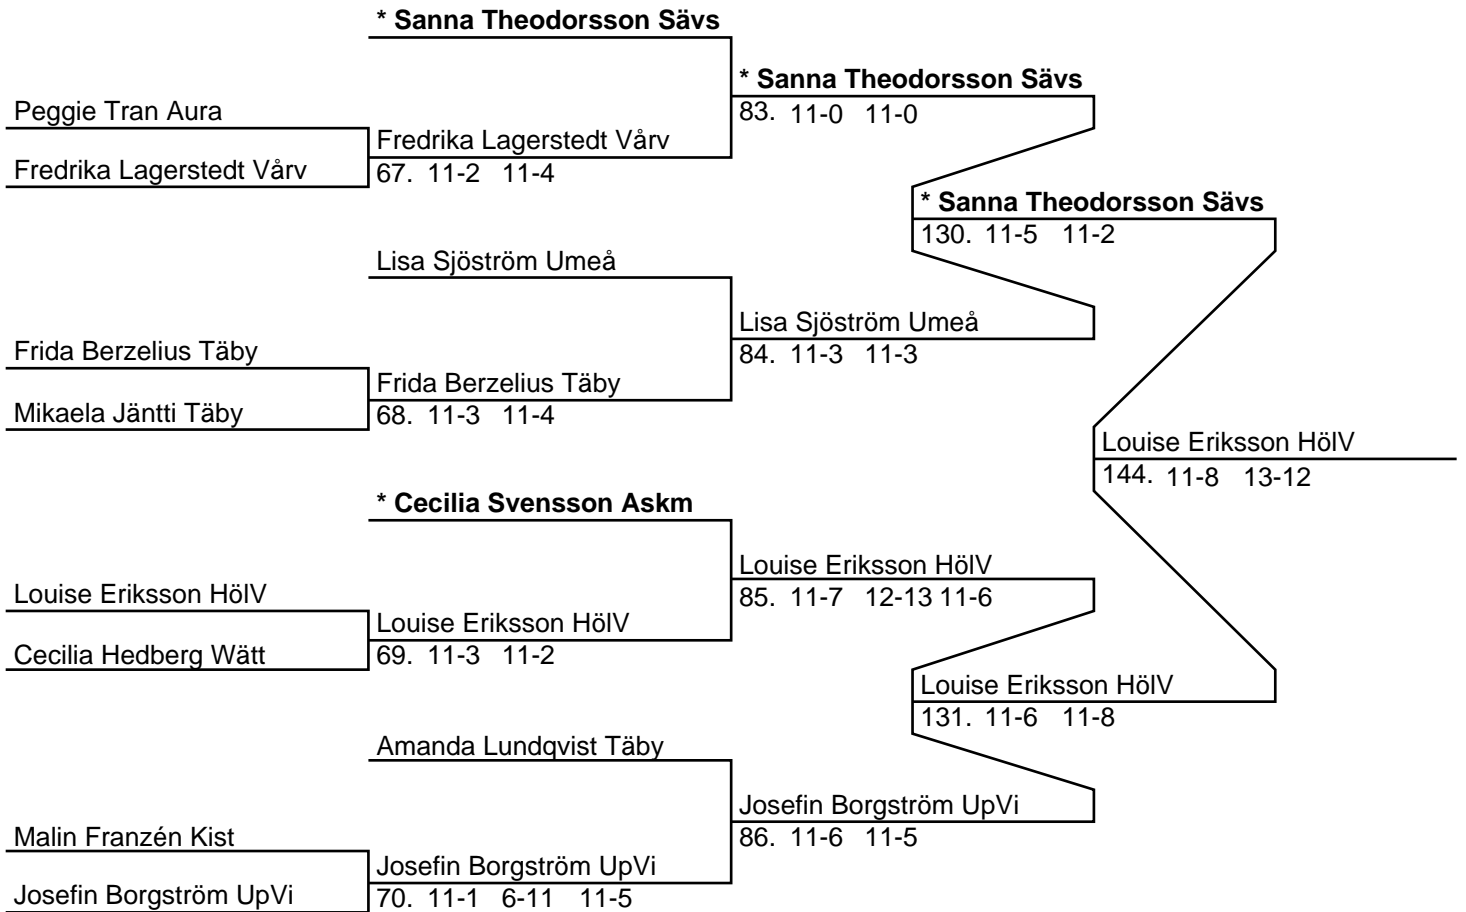 * Sanna Theodorsson Sävs
* Sanna Theodorsson Sävs
83. 11-0 11-0
Peggie Tran Aura
Fredrika Lagerstedt Vårv
Fredrika Lagerstedt Vårv
67. 11-2 11-4
* Sanna Theodorsson Sävs
130. 11-5 11-2
Lisa Sjöström Umeå
Lisa Sjöström Umeå
84. 11-3 11-3
Frida Berzelius Täby
Frida Berzelius Täby
68. 11-3 11-4
Mikaela Jäntti Täby
Louise Eriksson HölV
144. 11-8 13-12
* Cecilia Svensson Askm
Louise Eriksson HölV
85. 11-7 12-13 11-6
Louise Eriksson HölV
Louise Eriksson HölV
69. 11-3 11-2
Cecilia Hedberg Wätt
Louise Eriksson HölV
131. 11-6 11-8
Amanda Lundqvist Täby
Josefin Borgström UpVi
86. 11-6 11-5
Malin Franzén Kist
Josefin Borgström UpVi
70. 11-1 6-11 11-5
Josefin Borgström UpVi